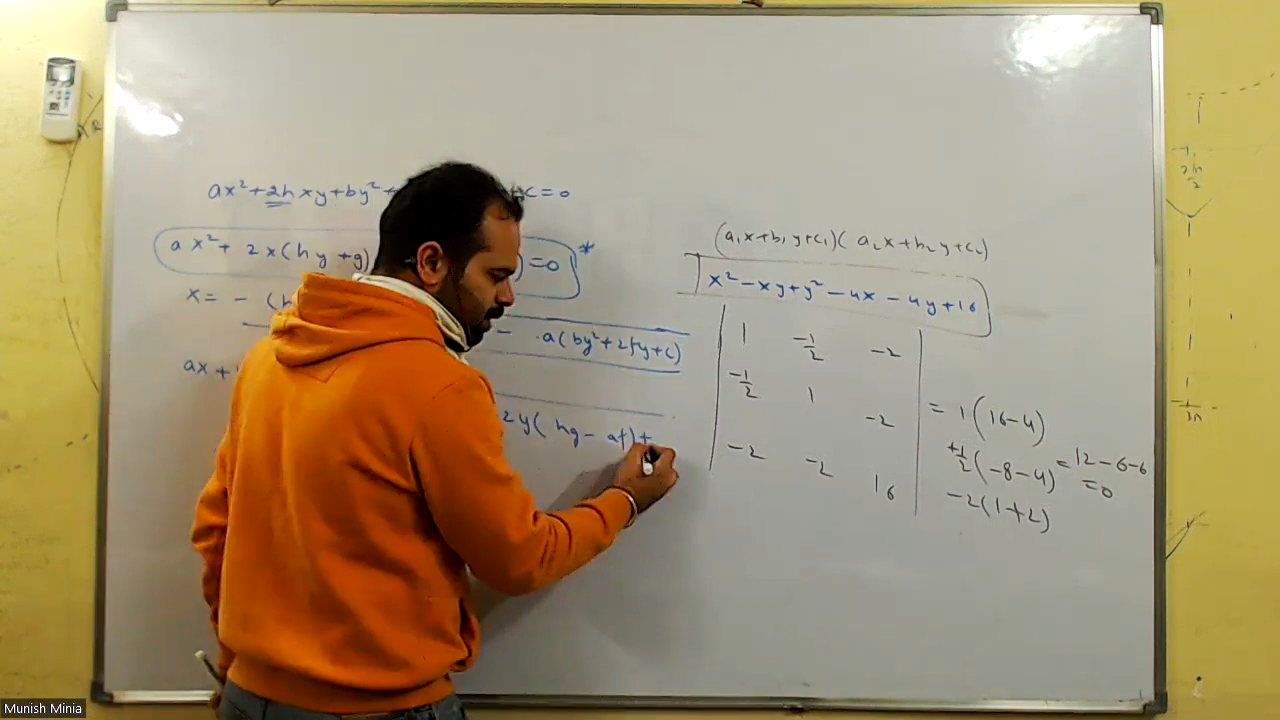 ax²+2hxy+by²+ +c=0
ax²+ 2x(hy+g) )=0 *
x= - (h - a(by²+2fy+c)
ax+
2y(hg-af)+
(a₁x+b₁y+c₁)(a₂x+b₂y+c₂)
x²-xy+y²-4x-4y+16
1 -1/2 -2
-1/2 1 -2
-2 -2 16
= 1(16-4)
+1/2(-8-4) =12-6-6
-2(1+2) =0
Munish Minia